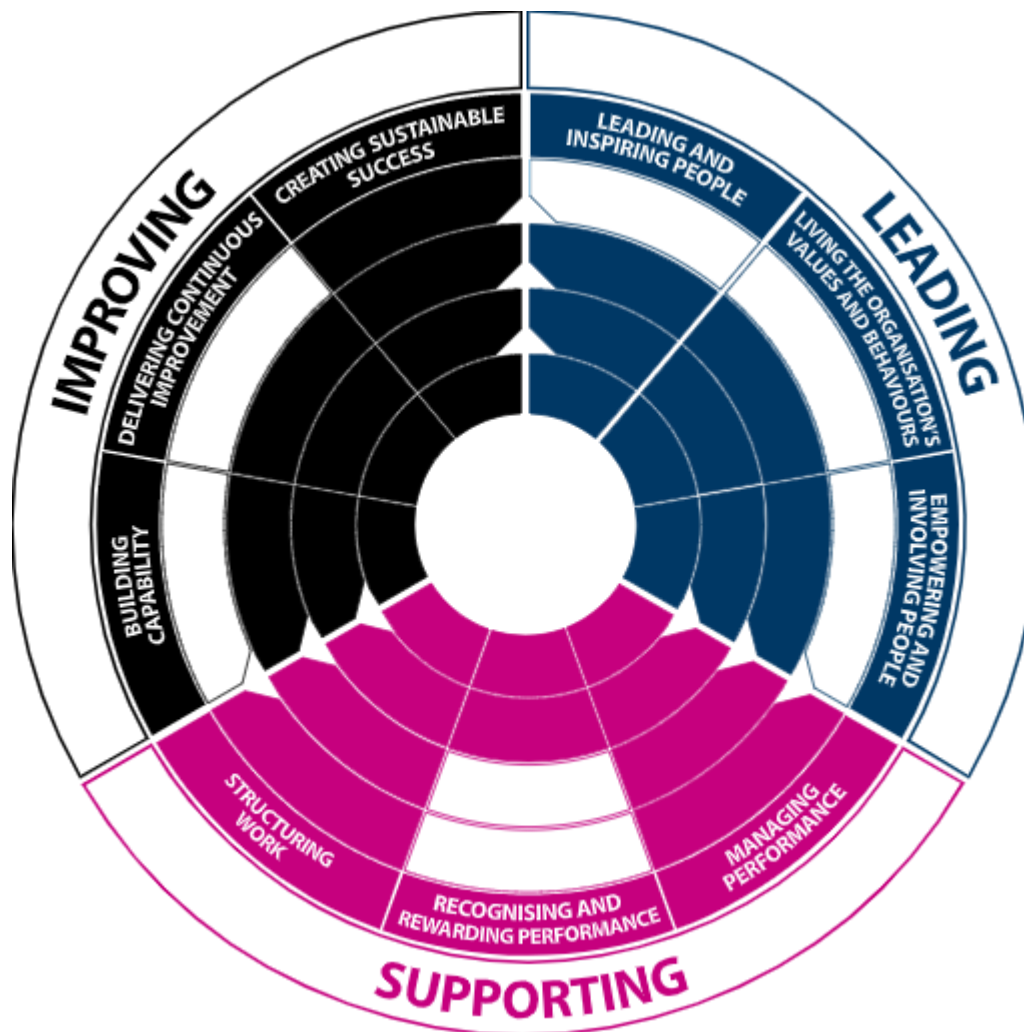 IMPROVING
LEADING
SUPPORTING
CREATING SUSTAINABLE
SUCCESS
LEADING AND
INSPIRING PEOPLE
LIVING THE ORGANISATION'S
VALUES AND BEHAVIOURS
EMPOWERING AND
INVOLVING PEOPLE
MANAGING
PERFORMANCE
RECOGNISING AND
REWARDING PERFORMANCE
STRUCTURING
WORK
BUILDING
CAPABILITY
DELIVERING CONTINUOUS
IMPROVEMENT